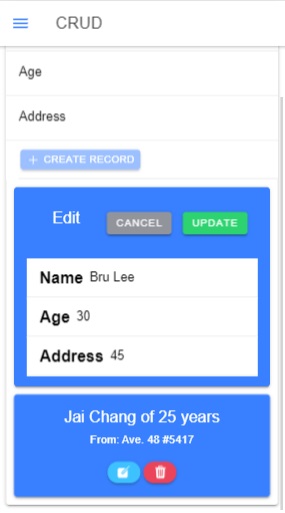 CRUD
Age
Address
+ CREATE RECORD
Edit CANCEL UPDATE
Name Bru Lee
Age 30
Address 45
Jai Chang of 25 years
From: Ave. 48 #5417